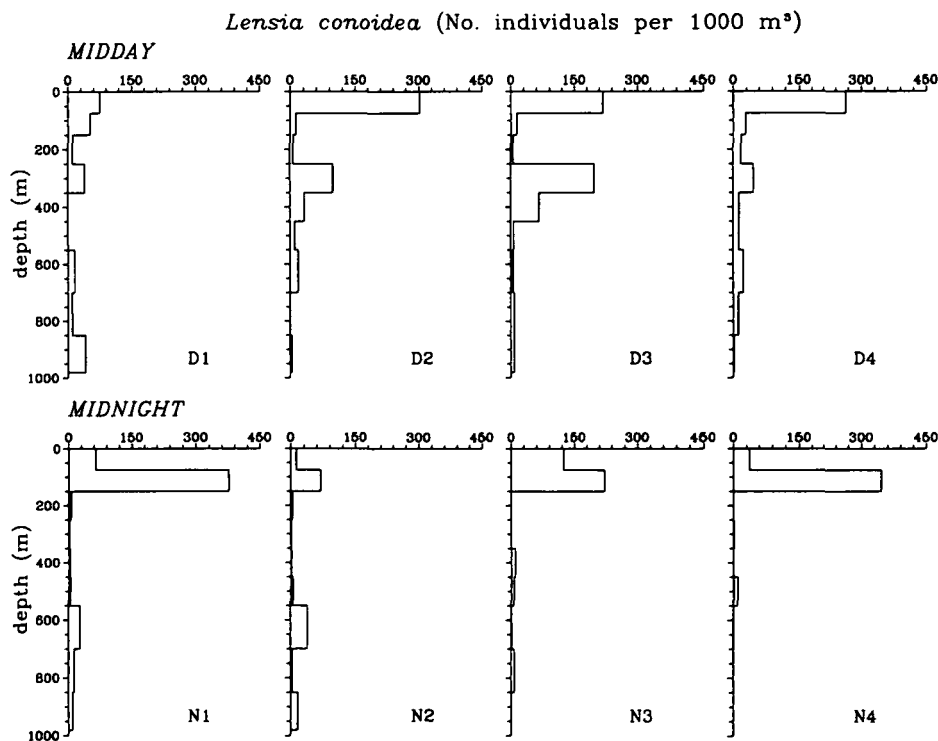 Lensia conoidea (No. individuals per 1000 m³)
MIDDAY
0 150 300 450 0 150 300 450 0 150 300 450 0 150 300 450
0
200
400
600
800
1000
depth (m)
D1 D2 D3 D4
MIDNIGHT
0 150 300 450 0 150 300 450 0 150 300 450 0 150 300 450
0
200
400
600
800
1000
depth (m)
N1 N2 N3 N4